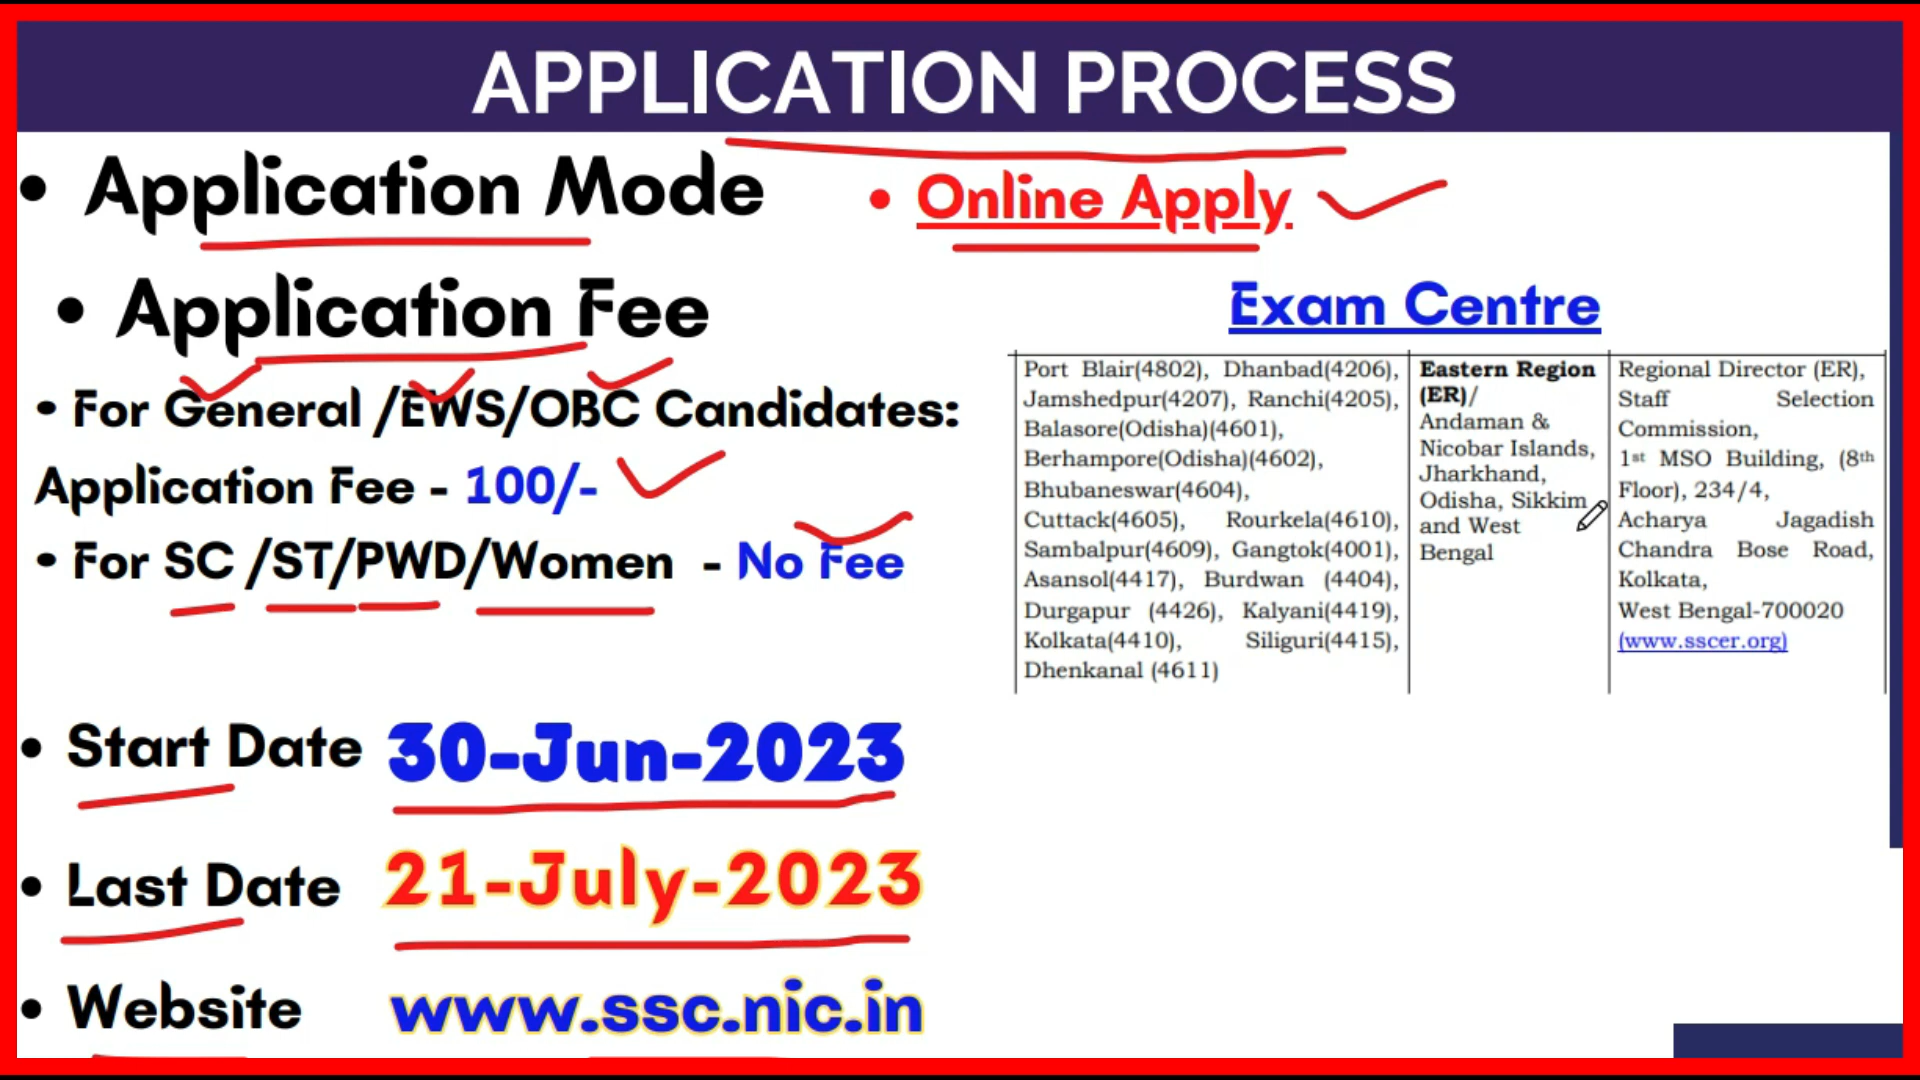 APPLICATION PROCESS
• Application Mode
• Online Apply
• Application Fee
• For General /EWS/OBC Candidates:
Application Fee - 100/-
• For SC /ST/PWD/Women - No Fee
• Start Date 30-Jun-2023
• Last Date 21-July-2023
• Website www.ssc.nic.in
Exam Centre
Port Blair(4802), Dhanbad(4206),
Jamshedpur(4207), Ranchi(4205),
Balasore(Odisha)(4601),
Berhampore(Odisha)(4602),
Bhubaneswar(4604),
Cuttack(4605), Rourkela(4610),
Sambalpur(4609), Gangtok(4001),
Asansol(4417), Burdwan (4404),
Durgapur (4426), Kalyani(4419),
Kolkata(4410), Siliguri(4415),
Dhenkanal (4611)
Eastern Region
(ER)/
Andaman &
Nicobar Islands,
Jharkhand,
Odisha, Sikkim
and West
Bengal
Regional Director (ER),
Staff Selection
Commission,
1st MSO Building, (8th
Floor), 234/4,
Acharya Jagadish
Chandra Bose Road,
Kolkata,
West Bengal-700020
(www.sscer.org)